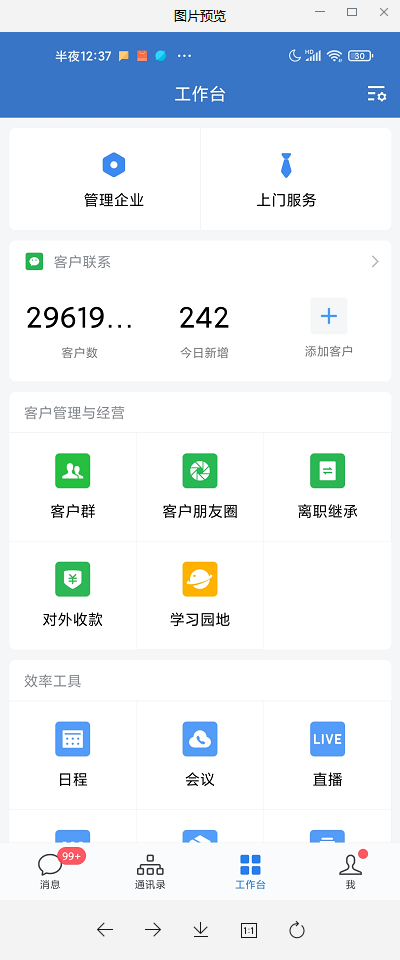 图片预览
半夜12:37
HD
30
工作台
管理企业
上门服务
客户联系
29619...
242
客户数
今日新增
添加客户
客户管理与经营
客户群
客户朋友圈
离职继承
对外收款
学习园地
效率工具
LIVE
日程
会议
直播
99+
消息
通讯录
工作台
我
1:1